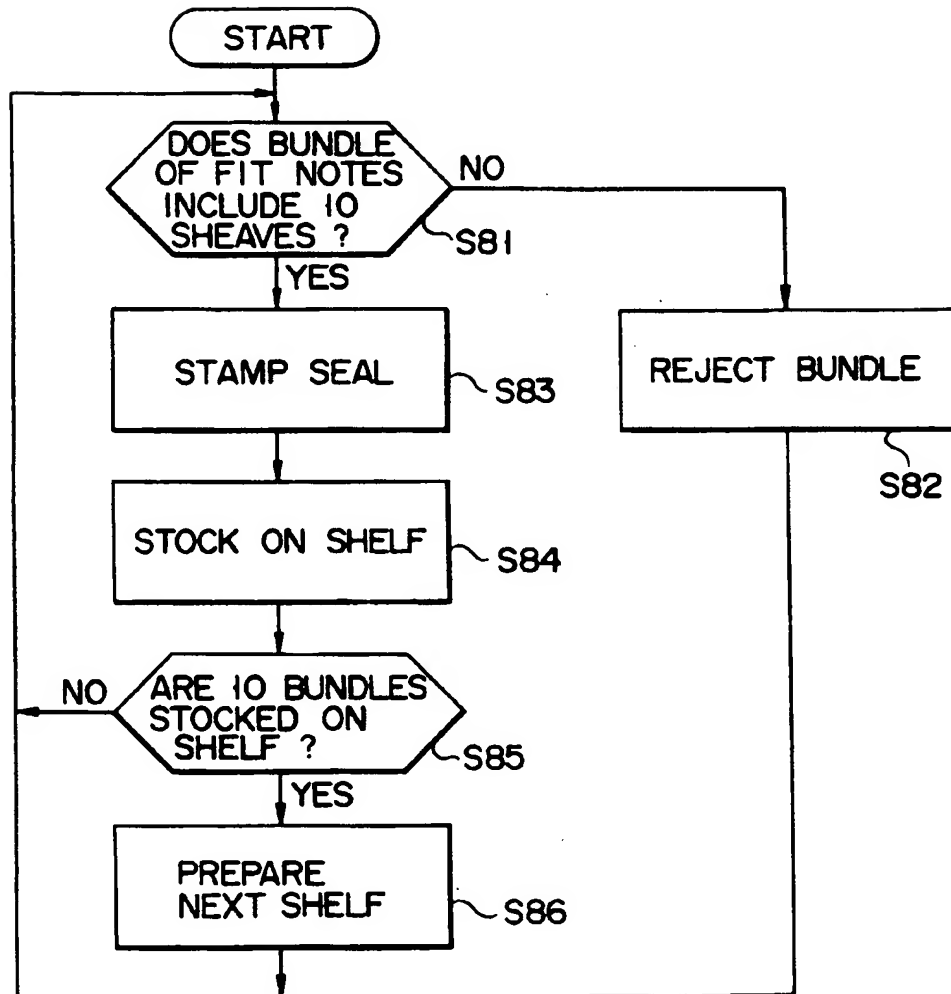 START
DOES BUNDLE
OF FIT NOTES
INCLUDE 10
SHEAVES ?
NO
S81
YES
STAMP SEAL
S83
REJECT BUNDLE
S82
STOCK ON SHELF
S84
ARE 10 BUNDLES
STOCKED ON
SHELF ?
NO
S85
YES
PREPARE
NEXT SHELF
S86